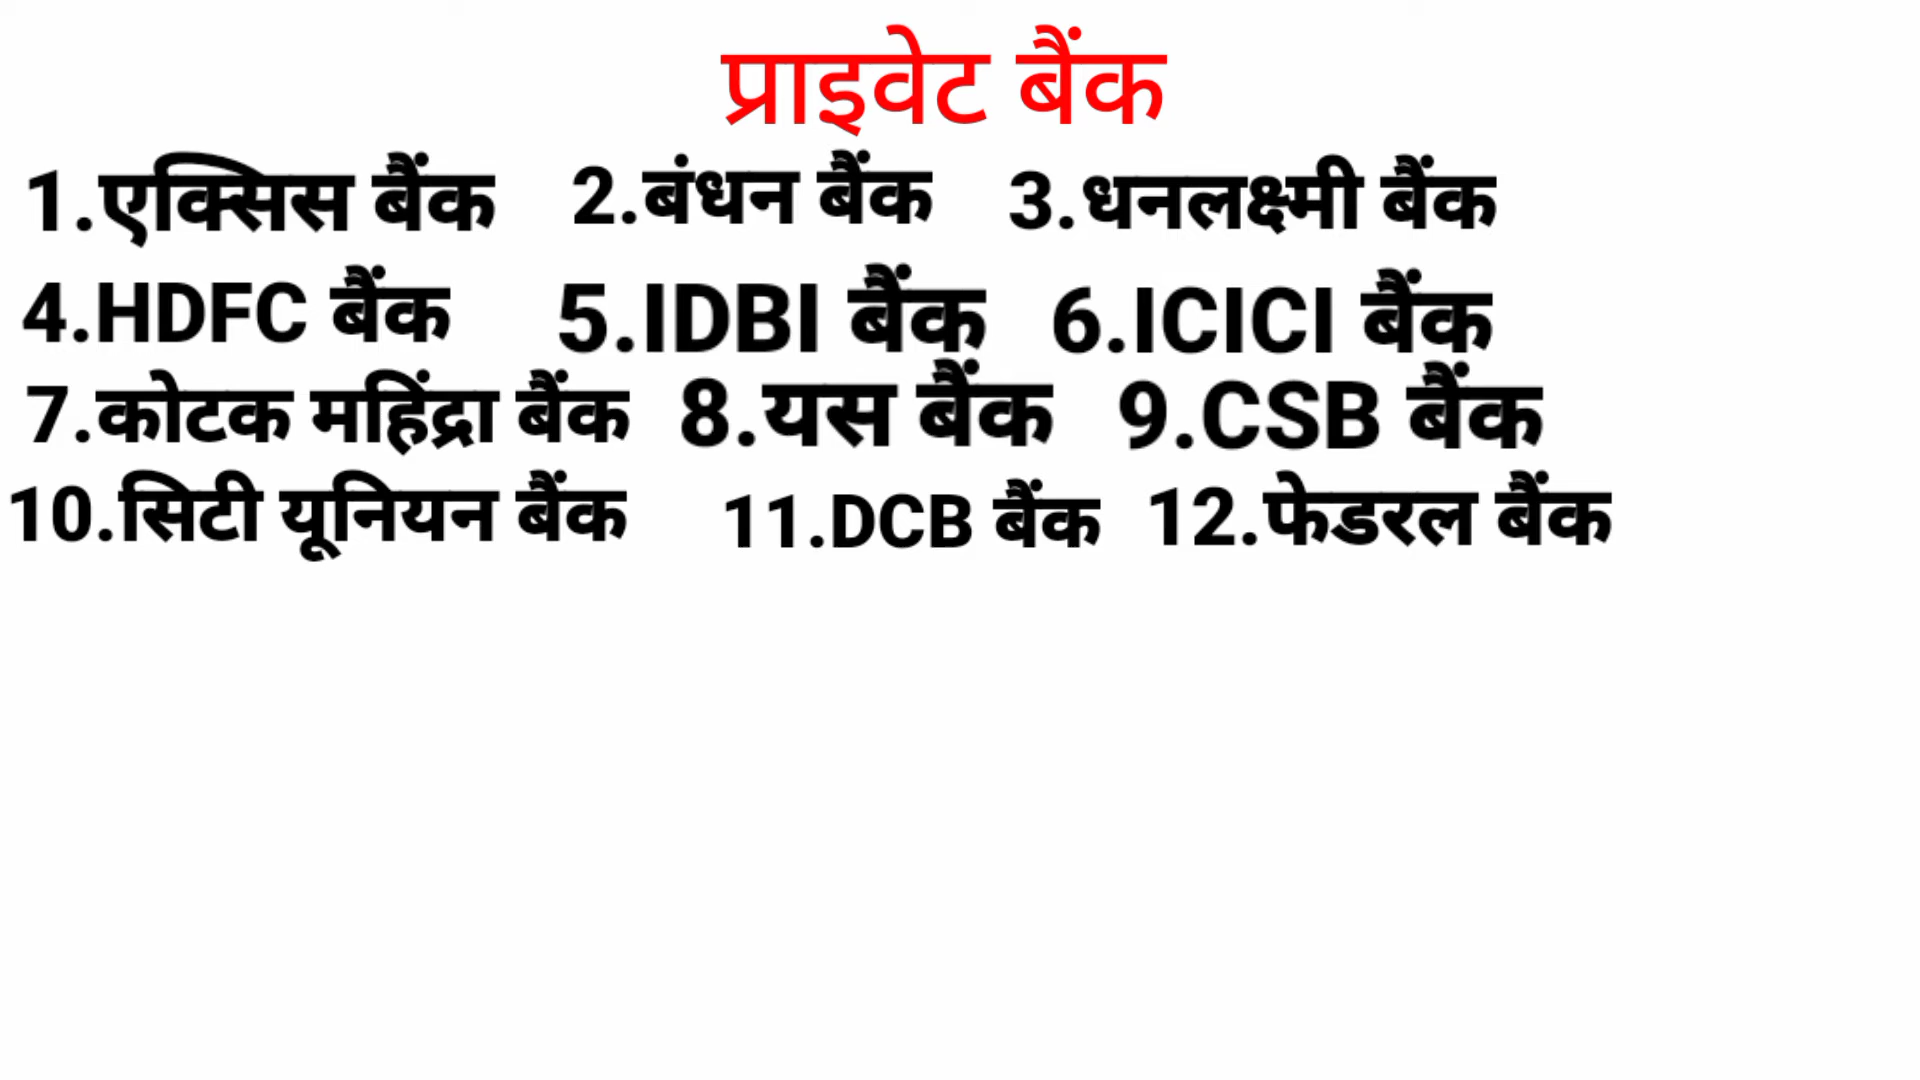 प्राइवेट बैंक
1.एक्सिस बैंक 2.बंधन बैंक 3.धनलक्ष्मी बैंक
4.HDFC बैंक 5.IDBI बैंक 6.ICICI बैंक
7.कोटक महिंद्रा बैंक 8.यस बैंक 9.CSB बैंक
10.सिटी यूनियन बैंक 11.DCB बैंक 12.फेडरल बैंक